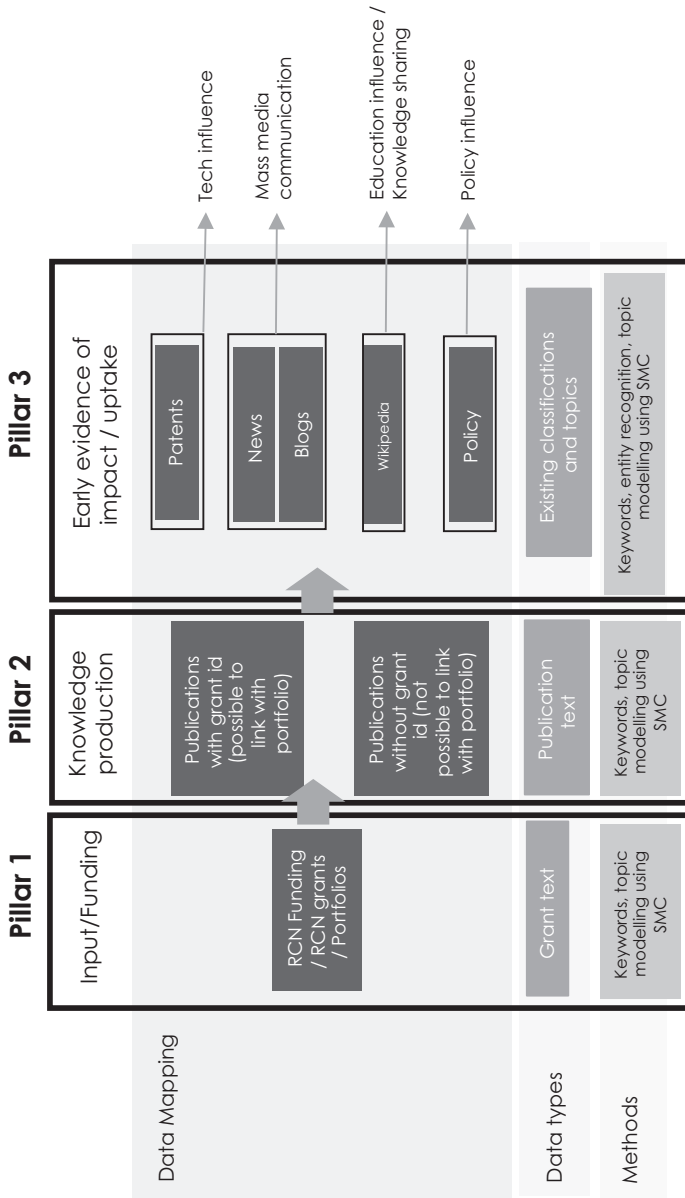 Pillar 1
Pillar 2
Pillar 3
Input/Funding
Knowledge
production
Early evidence of
impact / uptake
Data Mapping
RCN Funding
/ RCN grants
/ Portfolios
Publications
with grant id
(possible to
link with
portfolio)
Publications
without grant
id (not
possible to link
with portfolio)
Patents
News
Blogs
Wikipedia
Policy
Tech influence
Mass media
communication
Education influence /
Knowledge sharing
Policy influence
Data types
Grant text
Publication
text
Existing classifications
and topics
Methods
Keywords, topic
modelling using
SMC
Keywords, topic
modelling using
SMC
Keywords, entity recognition, topic
modelling using SMC